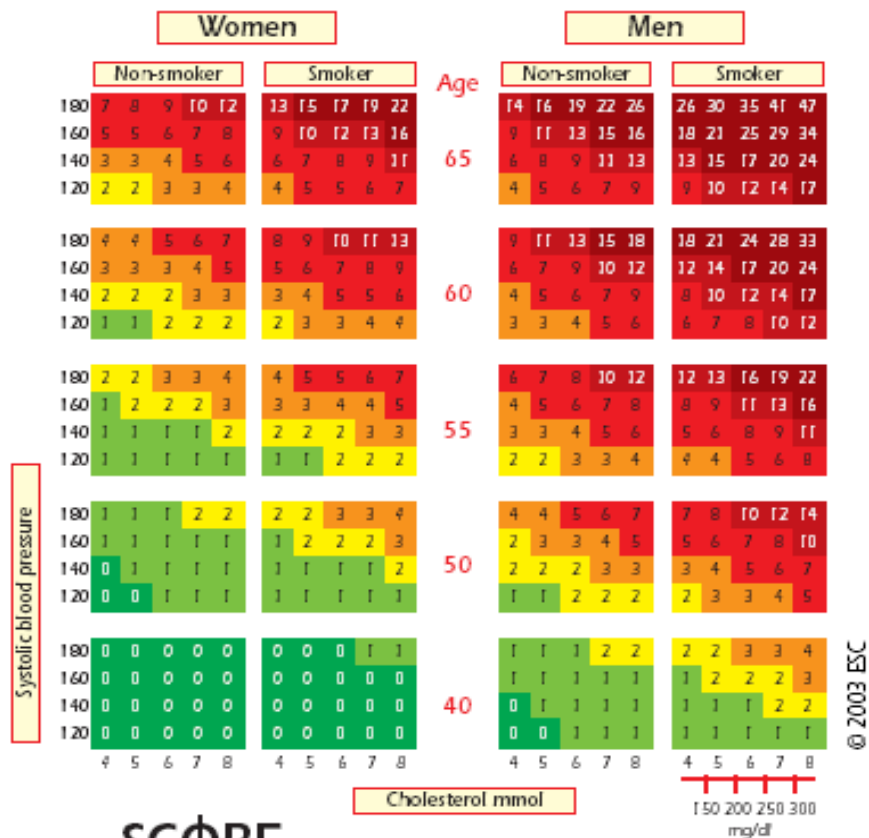 Women Men
Non-smoker Smoker Age Non-smoker Smoker
180 7 8 9 10 12 13 15 17 19 22 14 16 19 22 26 26 30 35 41 47
160 5 5 6 7 8 9 10 12 13 16 9 11 13 15 16 18 21 25 29 34
140 3 3 4 5 6 6 7 8 9 11 65 6 8 9 11 13 13 15 17 20 24
120 2 2 3 3 4 4 5 5 6 7 4 5 6 7 9 9 10 12 14 17
180 4 4 5 6 7 8 9 10 11 13 9 11 13 15 18 18 21 24 28 33
160 3 3 3 4 5 5 6 7 8 9 6 7 9 10 12 12 14 17 20 24
140 2 2 2 3 3 3 4 5 5 6 60 4 5 6 7 9 8 10 12 14 17
120 1 1 2 2 2 2 3 3 4 4 3 3 4 5 6 6 7 8 10 12
180 2 2 3 3 4 4 5 5 6 7 6 7 8 10 12 12 13 16 19 22
160 1 2 2 2 3 3 3 4 4 5 4 5 6 7 8 8 9 11 13 16
140 1 1 1 1 2 2 2 2 3 3 55 3 3 4 5 6 5 6 8 9 11
120 1 1 1 1 1 1 1 2 2 2 2 2 3 3 4 4 4 5 6 8
180 1 1 1 2 2 2 2 3 3 4 4 4 5 6 7 7 8 10 12 14
160 1 1 1 1 1 1 2 2 2 3 2 3 3 4 5 5 6 7 8 10
140 0 1 1 1 1 1 1 1 1 2 50 2 2 2 3 3 3 4 5 6 7
120 0 0 1 1 1 1 1 1 1 1 1 1 2 2 2 2 3 3 4 5
180 0 0 0 0 0 0 0 0 1 1 1 1 1 2 2 2 2 3 3 4
160 0 0 0 0 0 0 0 0 0 0 1 1 1 1 1 1 2 2 2 3
140 0 0 0 0 0 0 0 0 0 0 40 0 1 1 1 1 1 1 1 2 2
120 0 0 0 0 0 0 0 0 0 0 0 0 1 1 1 1 1 1 1 1
4 5 6 7 8 4 5 6 7 8 4 5 6 7 8 4 5 6 7 8
Systolic blood pressure
© 2003 ESC
Cholesterol mmol
150 200 250 300
mg/dl
SCORE